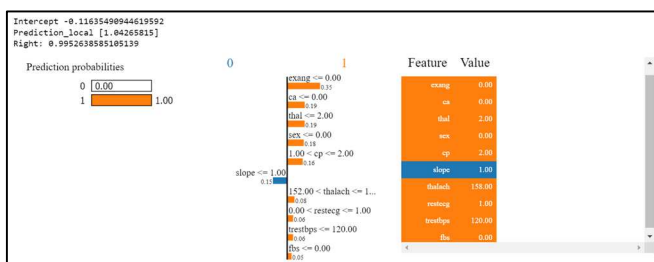 Intercept -0.11635490944619592
Prediction_local [1.04265815]
Right: 0.9952638585105139
Prediction probabilities
0 0.00
1 1.00
0 1
exang <= 0.00
0.35
ca <= 0.00
0.19
thal <= 2.00
0.19
sex <= 0.00
0.18
1.00 < cp <= 2.00
0.16
slope <= 1.00
0.15
152.00 < thalach <= 1...
0.08
0.00 < restecg <= 1.00
0.06
trestbps <= 120.00
0.06
fbs <= 0.00
0.05
Feature Value
exang 0.00
ca 0.00
thal 2.00
sex 0.00
cp 2.00
slope 1.00
thalach 158.00
restecg 1.00
trestbps 120.00
fbs 0.00